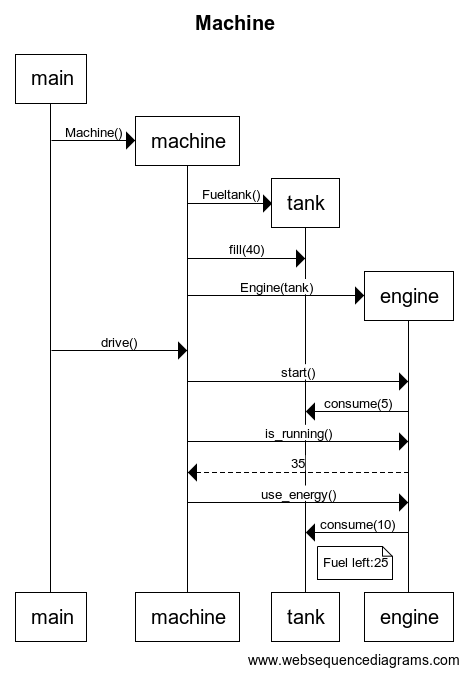 Machine
main
Machine()
machine
Fueltank()
tank
fill(40)
Engine(tank)
engine
drive()
start()
consume(5)
is_running()
35
use_energy()
consume(10)
Fuel left:25
main
machine
tank
engine
www.websequencediagrams.com